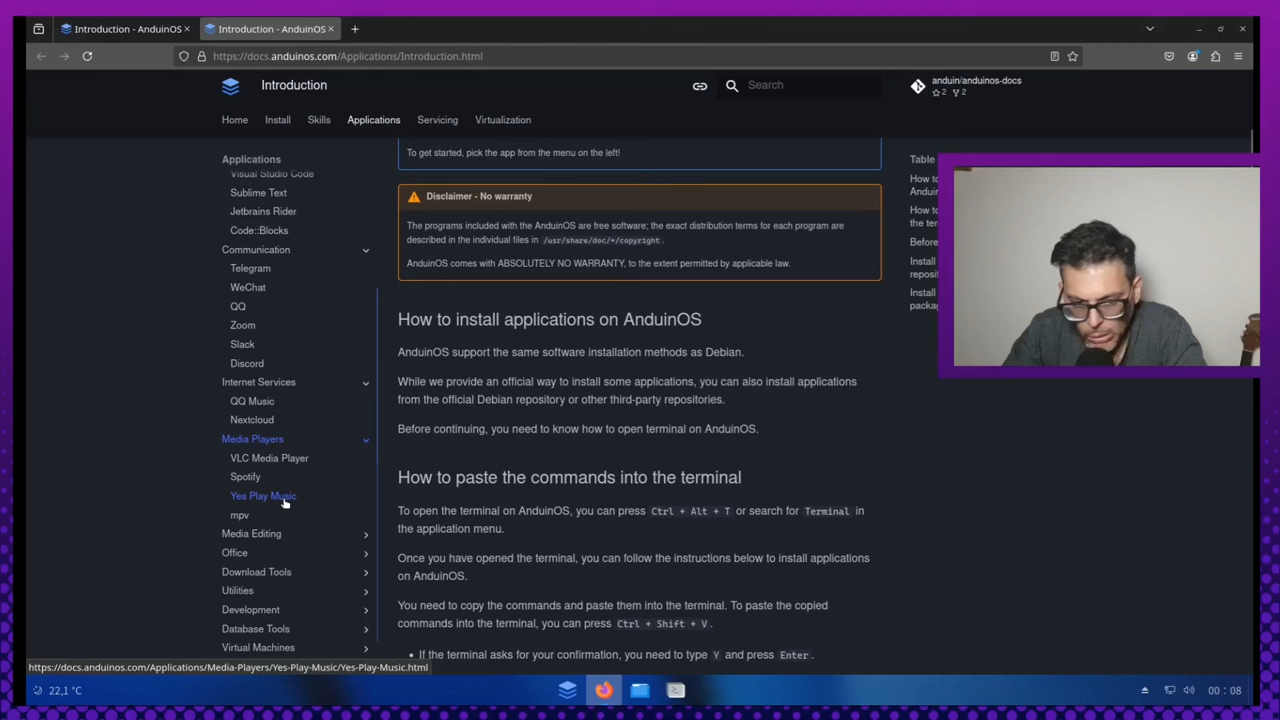 Introduction - AnduinOS
Introduction - AnduinOS
https://docs.anduinos.com/Applications/Introduction.html
Introduction
Search
anduin/anduinos-docs
2 2
Home Install Skills Applications Servicing Virtualization
Applications
Visual Studio Code
Sublime Text
Jetbrains Rider
Code::Blocks
Communication
Telegram
WeChat
QQ
Zoom
Slack
Discord
Internet Services
QQ Music
Nextcloud
Media Players
VLC Media Player
Spotify
Yes Play Music
mpv
Media Editing
Office
Download Tools
Utilities
Development
Database Tools
Virtual Machines
To get started, pick the app from the menu on the left!
Disclaimer - No warranty
The programs included with the AnduinOS are free software; the exact distribution terms for each program are
described in the individual files in /usr/share/doc/*/copyright.
AnduinOS comes with ABSOLUTELY NO WARRANTY, to the extent permitted by applicable law.
How to install applications on AnduinOS
AnduinOS support the same software installation methods as Debian.
While we provide an official way to install some applications, you can also install applications
from the official Debian repository or other third-party repositories.
Before continuing, you need to know how to open terminal on AnduinOS.
How to paste the commands into the terminal
To open the terminal on AnduinOS, you can press Ctrl + Alt + T or search for Terminal in
the application menu.
Once you have opened the terminal, you can follow the instructions below to install applications
on AnduinOS.
You need to copy the commands and paste them into the terminal. To paste the copied
commands into the terminal, you can press Ctrl + Shift + V.
• If the terminal asks for your confirmation, you need to type Y and press Enter.
Table
How to
Anduin
How to
the ter
Before
Install
reposit
Install
packag
https://docs.anduinos.com/Applications/Media-Players/Yes-Play-Music/Yes-Play-Music.html
22,1 °C
00:08